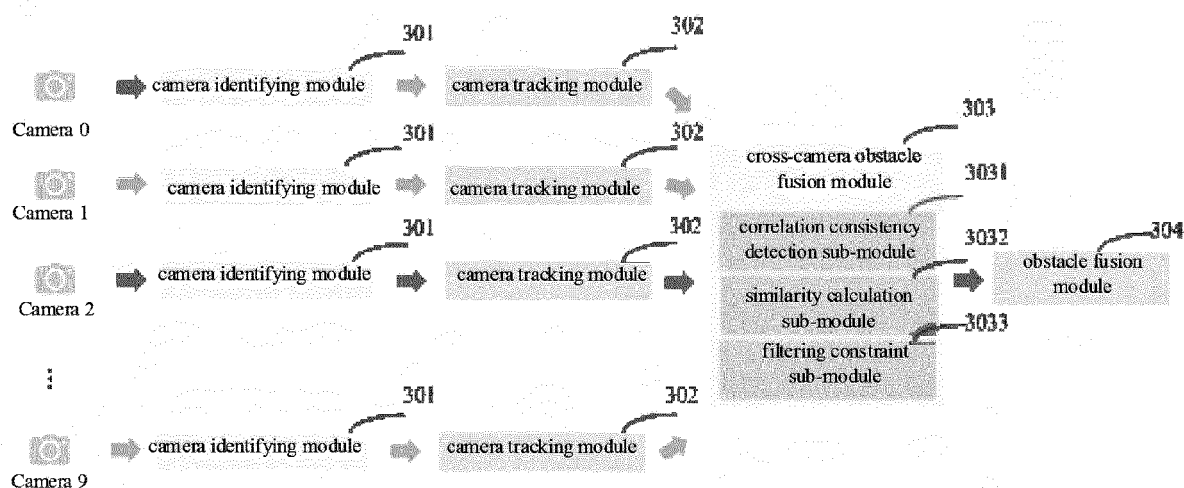 301
302
camera identifying module
camera tracking module
Camera 0
303
301
302
cross-camera obstacle
fusion module
camera identifying module
camera tracking module
Camera 1
3031
correlation consistency
detection sub-module
301
302
3032
304
camera identifying module
camera tracking module
obstacle fusion
module
Camera 2
similarity calculation
sub-module
3033
filtering constraint
sub-module
301
302
camera identifying module
camera tracking module
Camera 9